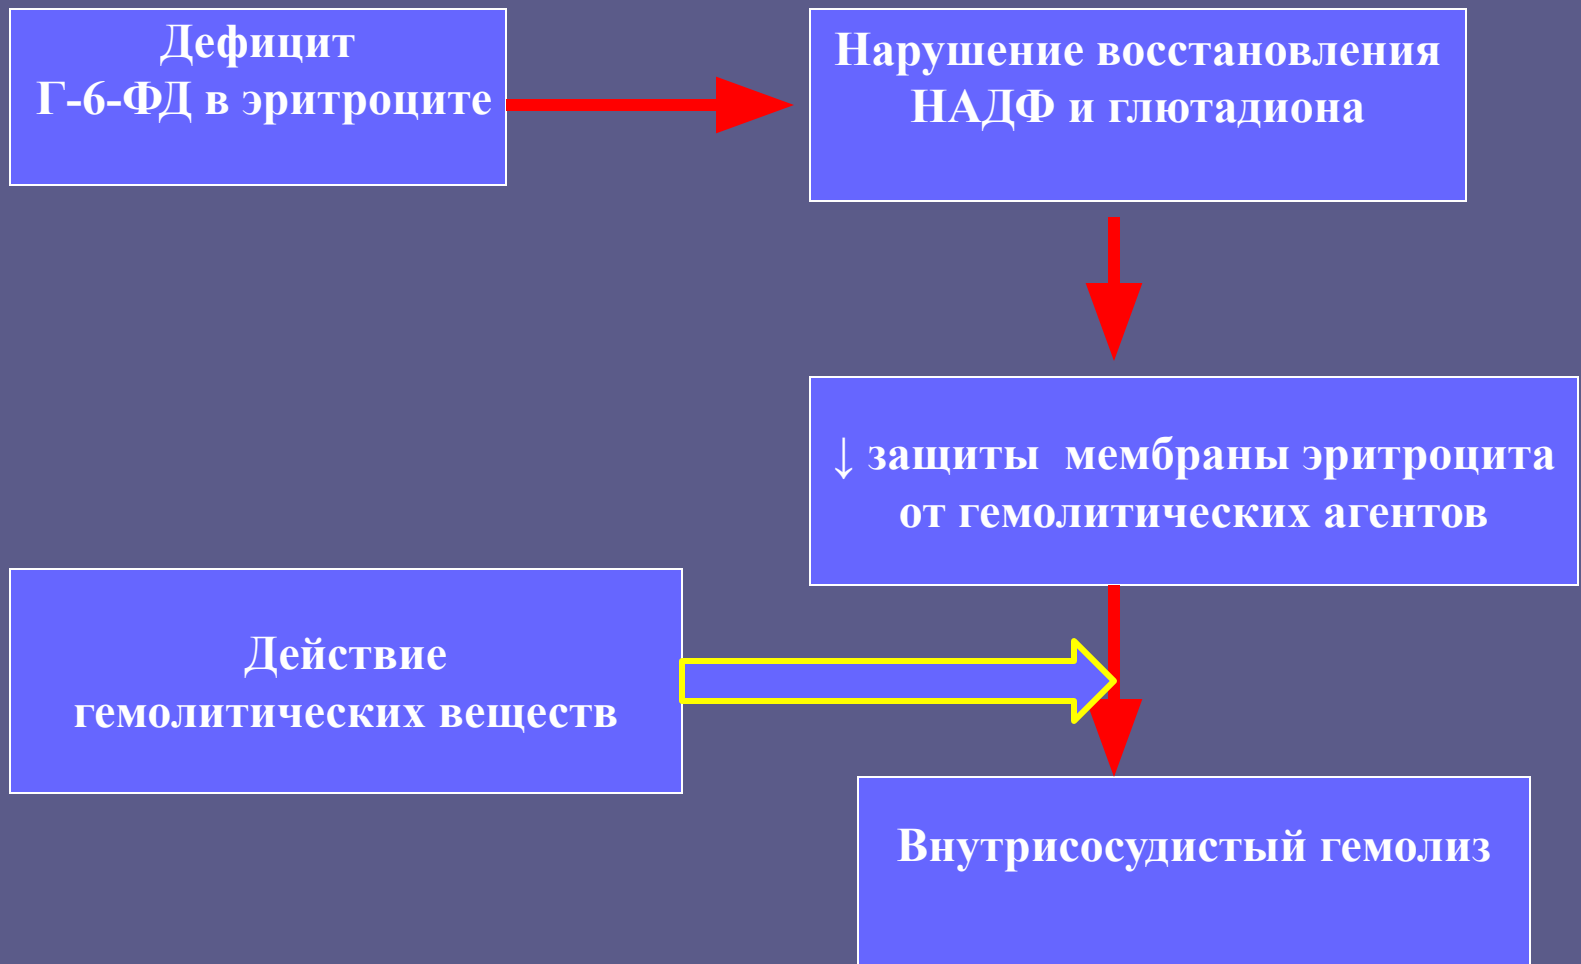 Дефицит
Г-6-ФД в эритроците
Нарушение восстановления
НАДФ и глютадиона
↓ защиты мембраны эритроцита
от гемолитических агентов
Действие
гемолитических веществ
Внутрисосудистый гемолиз